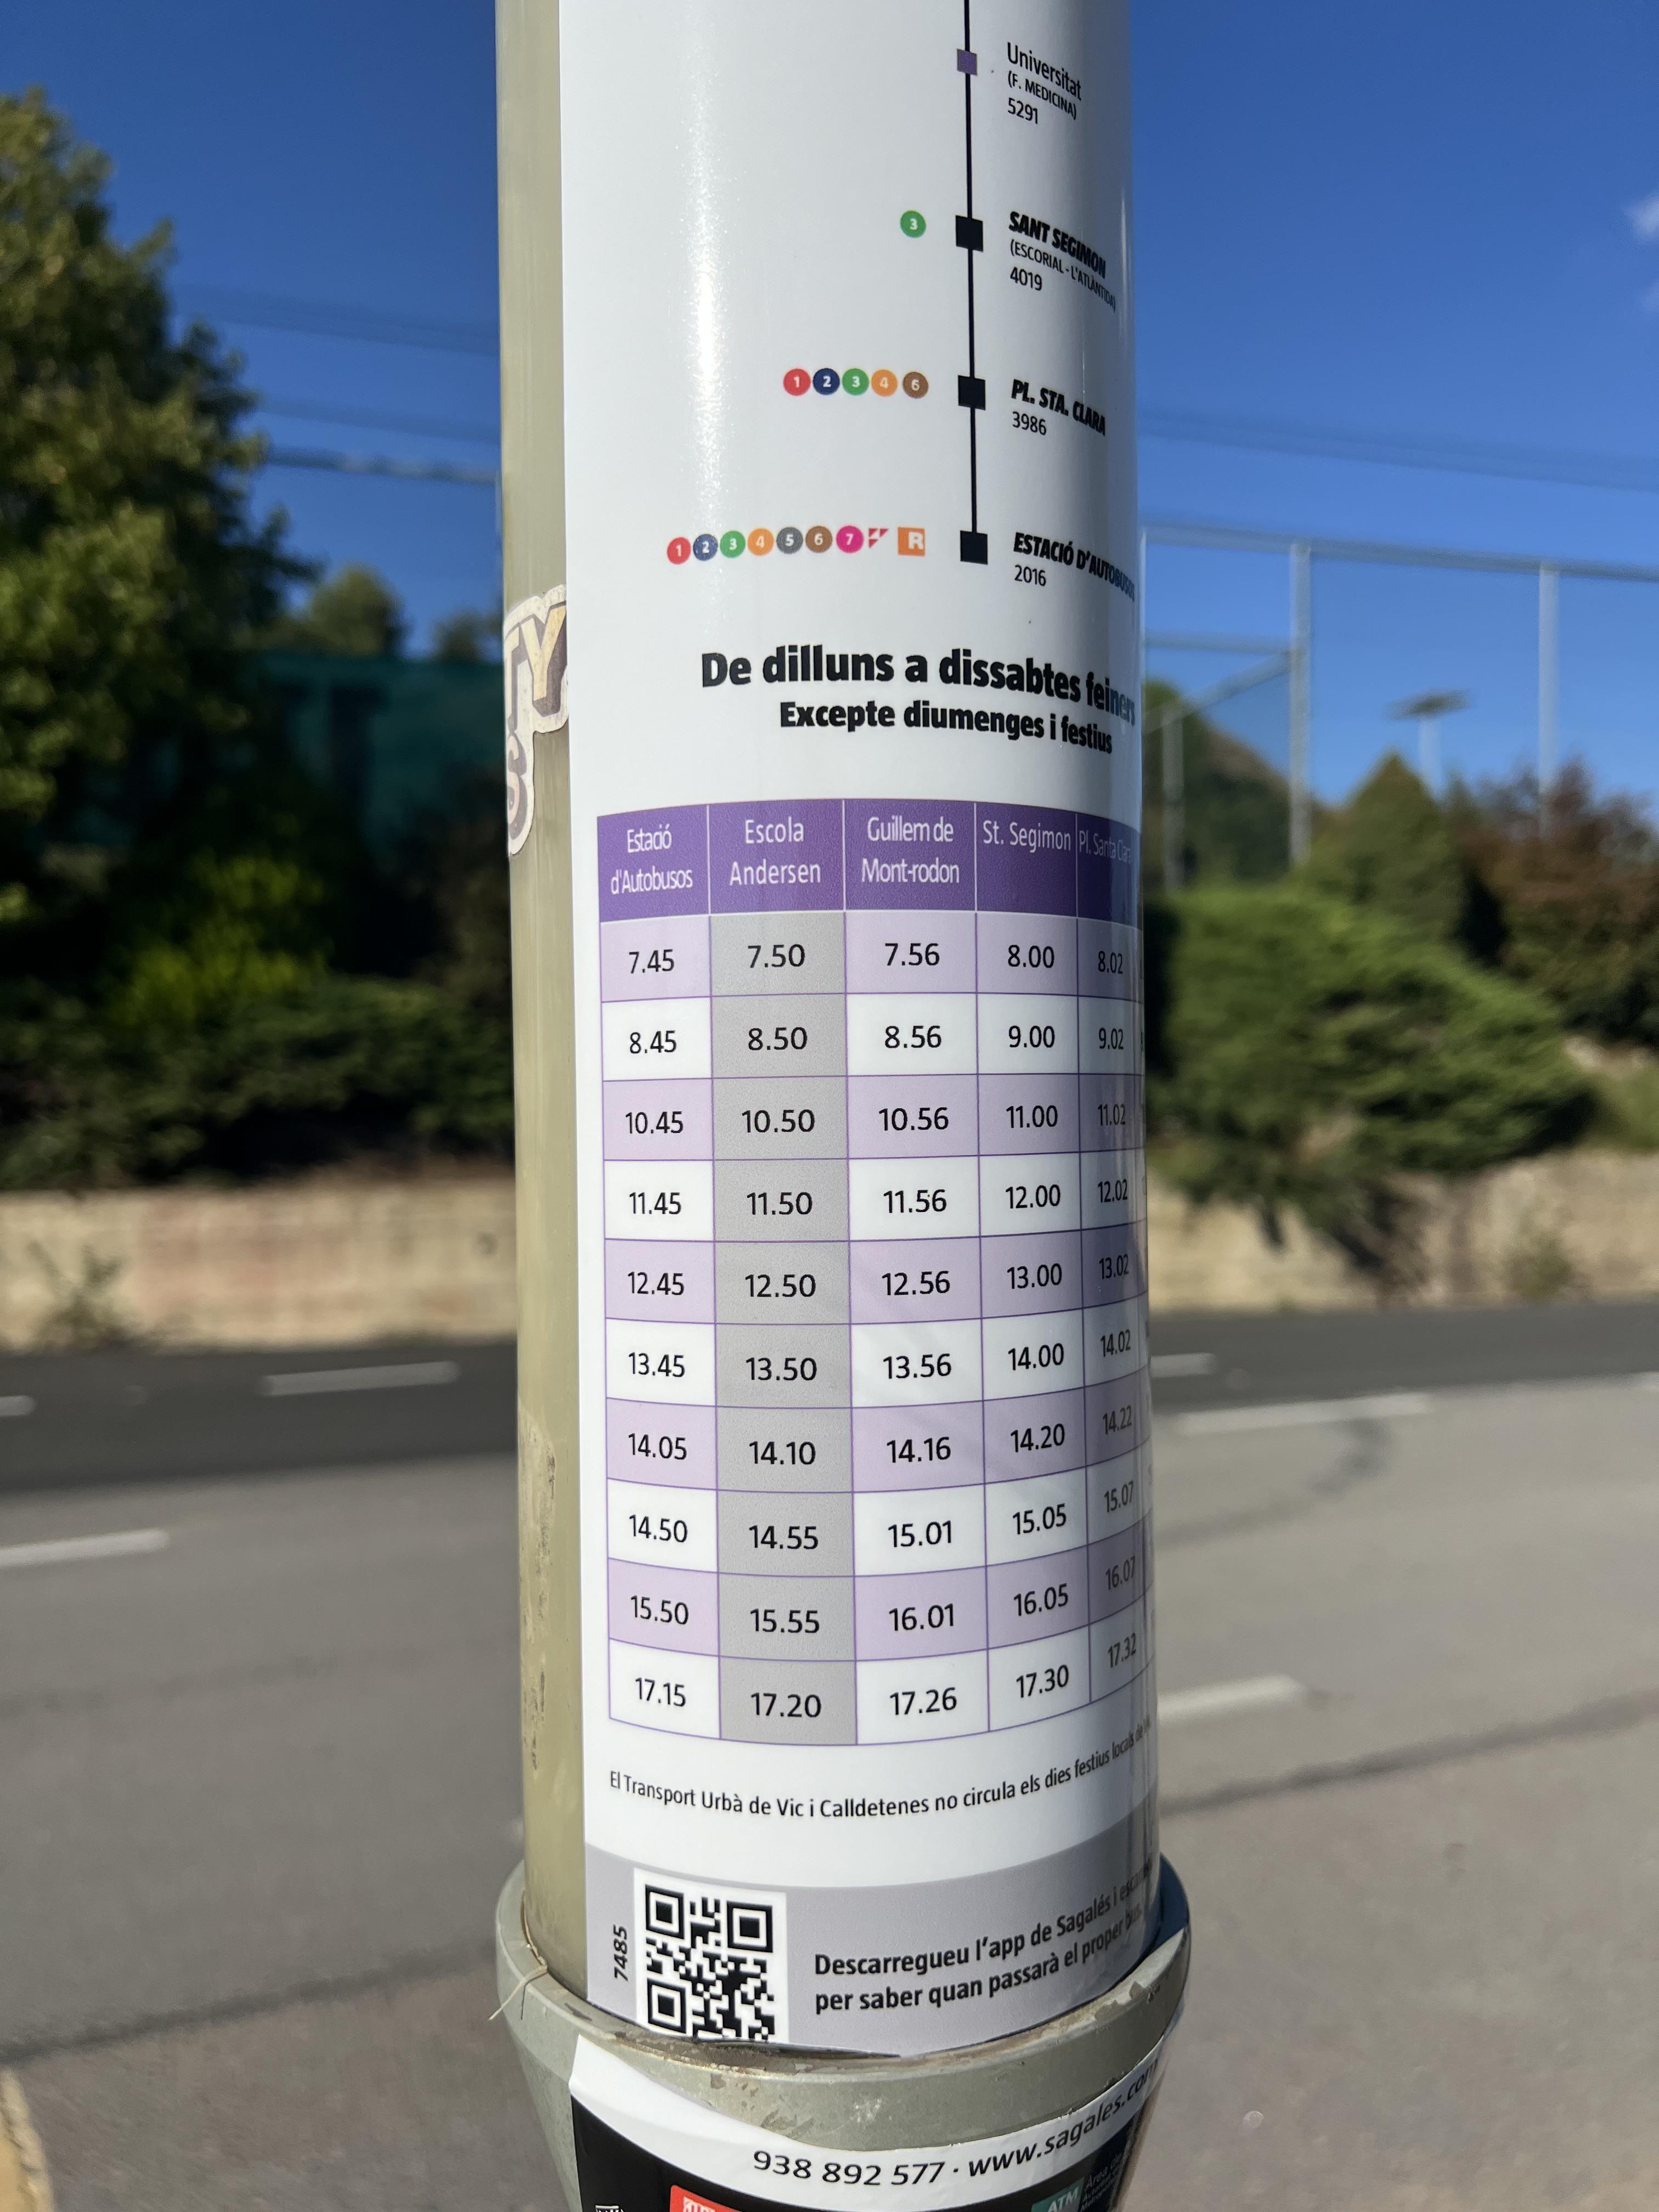 Universitat
(F. MEDICINA)
5291
3
SANT SEGIMON
(ESCORIAL - L'ATLÀNTIDA)
4019
1 2 3 4 6
PL. STA. CLARA
3986
1 2 3 4 5 6 7 R
ESTACIÓ D'AUTOBUSOS
2016
De dilluns a dissabtes feiners
Excepte diumenges i festius
TY
S
Estació d'Autobusos Escola Andersen Guillem de Mont-rodon St. Segimon Pl. Santa Clara
7.45 7.50 7.56 8.00 8.02
8.45 8.50 8.56 9.00 9.02
10.45 10.50 10.56 11.00 11.02
11.45 11.50 11.56 12.00 12.02
12.45 12.50 12.56 13.00 13.02
13.45 13.50 13.56 14.00 14.02
14.05 14.10 14.16 14.20 14.22
14.50 14.55 15.01 15.05 15.07
15.50 15.55 16.01 16.05 16.07
17.15 17.20 17.26 17.30 17.32
El Transport Urbà de Vic i Calldetenes no circula els dies festius locals de
7485
Descarregueu l'app de Sagalés i
per saber quan passarà el proper bus.
938 892 577 · www.sagales.com
ATM